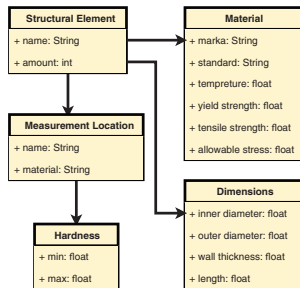 Structural Element
+ name: String
+ amount: int
Material
+ marka: String
+ standard: String
+ tempreture: float
+ yield strength: float
+ tensile strength: float
+ allowable stress: float
Measurement Location
+ name: String
+ material: String
Dimensions
+ inner diameter: float
+ outer diameter: float
+ wall thickness: float
+ length: float
Hardness
+ min: float
+ max: float